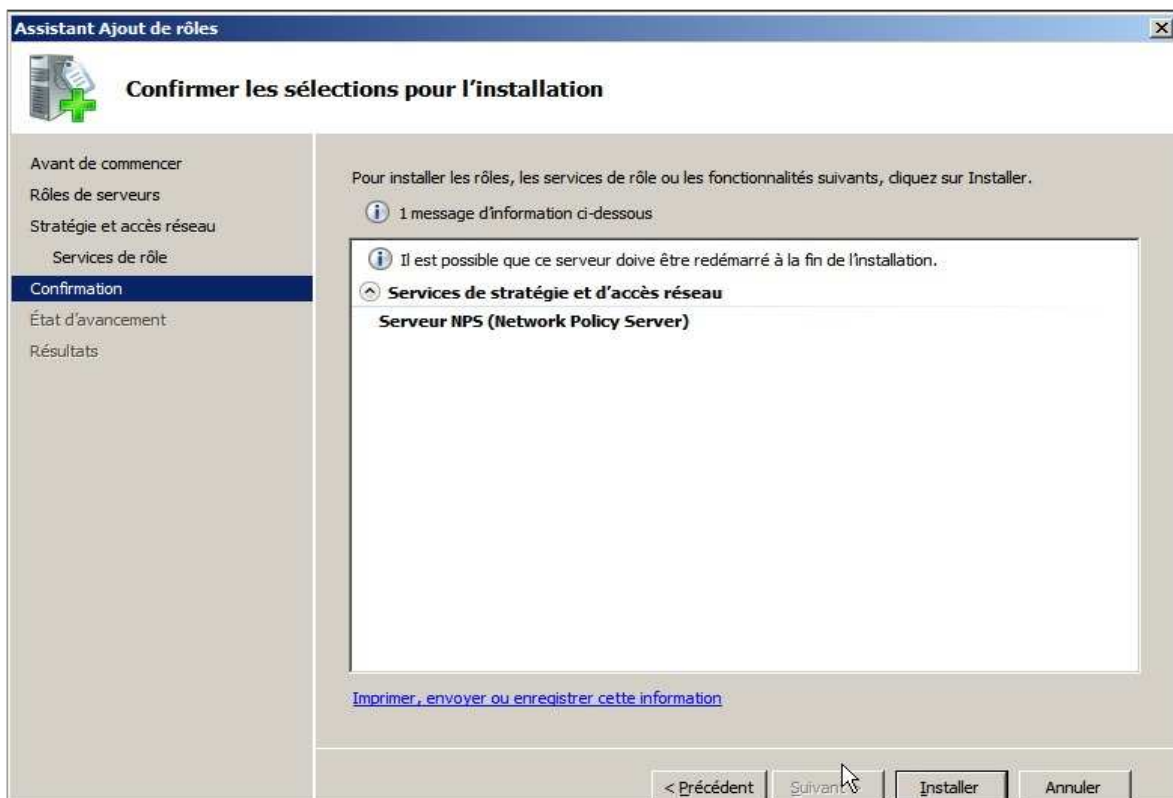 Assistant Ajout de rôles
Confirmer les sélections pour l'installation
Avant de commencer
Rôles de serveurs
Stratégie et accès réseau
Services de rôle
Confirmation
État d'avancement
Résultats
Pour installer les rôles, les services de rôle ou les fonctionnalités suivants, cliquez sur Installer.
1 message d'information ci-dessous
Il est possible que ce serveur doive être redémarré à la fin de l'installation.
Services de stratégie et d'accès réseau
Serveur NPS (Network Policy Server)
Imprimer, envoyer ou enregistrer cette information
< Précédent
Suivant
Installer
Annuler